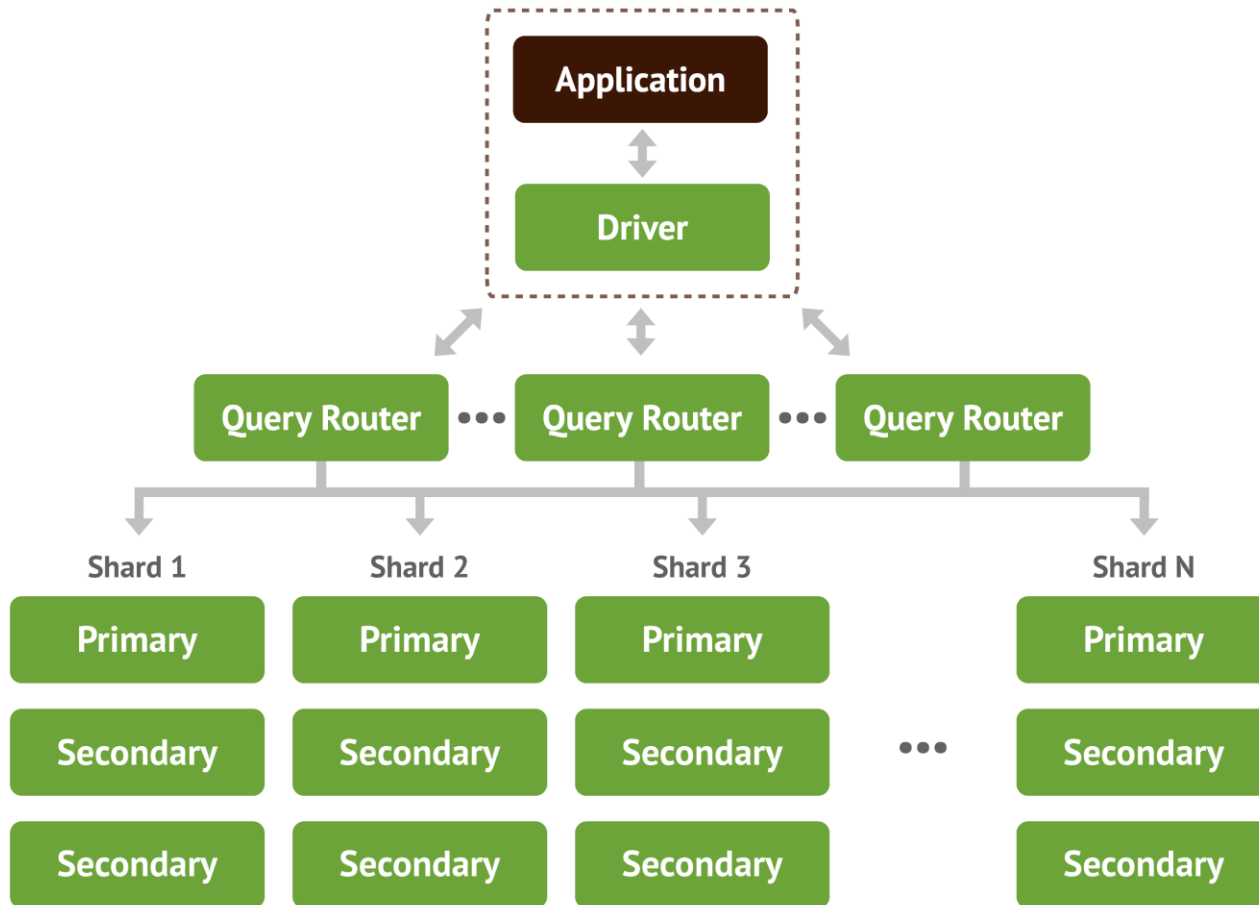 Application
Driver
Query Router ••• Query Router ••• Query Router
Shard 1 Shard 2 Shard 3 Shard N
Primary Primary Primary Primary
Secondary Secondary Secondary ••• Secondary
Secondary Secondary Secondary Secondary